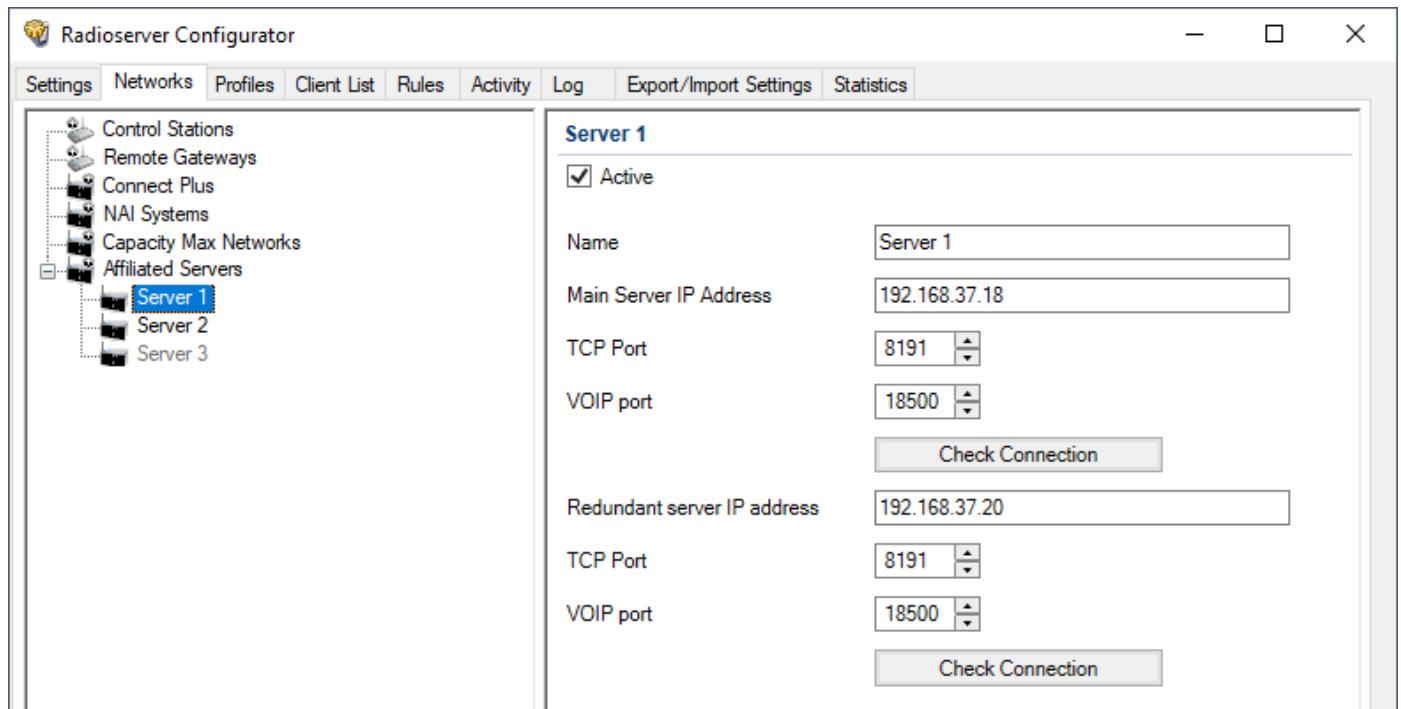 Radioserver Configurator
Settings Networks Profiles Client List Rules Activity Log Export/Import Settings Statistics
Control Stations
Remote Gateways
Connect Plus
NAI Systems
Capacity Max Networks
Affiliated Servers
Server 1
Server 2
Server 3
Server 1
Active
Name Server 1
Main Server IP Address 192.168.37.18
TCP Port 8191
VOIP port 18500
Check Connection
Redundant server IP address 192.168.37.20
TCP Port 8191
VOIP port 18500
Check Connection